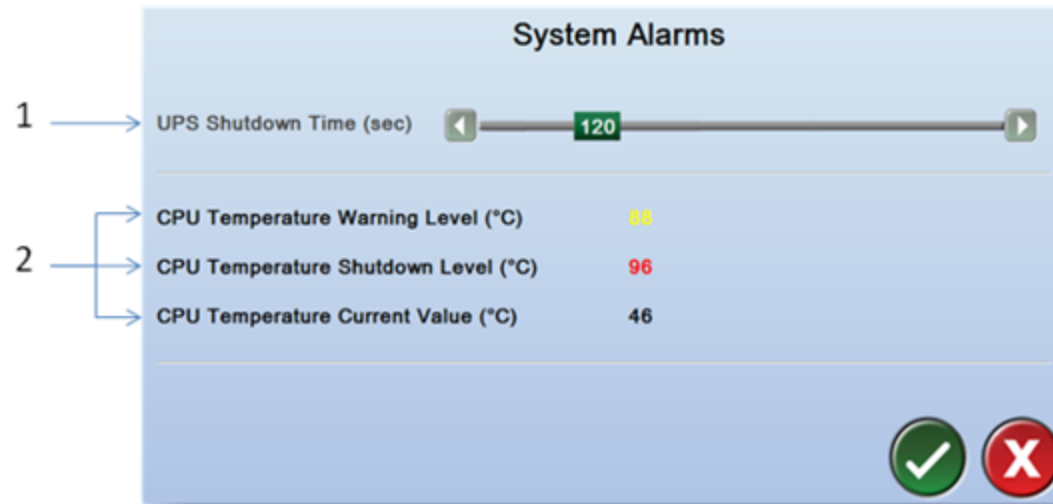 System Alarms
1 UPS Shutdown Time (sec) 120
CPU Temperature Warning Level (°C) 88
2 CPU Temperature Shutdown Level (°C) 96
CPU Temperature Current Value (°C) 46